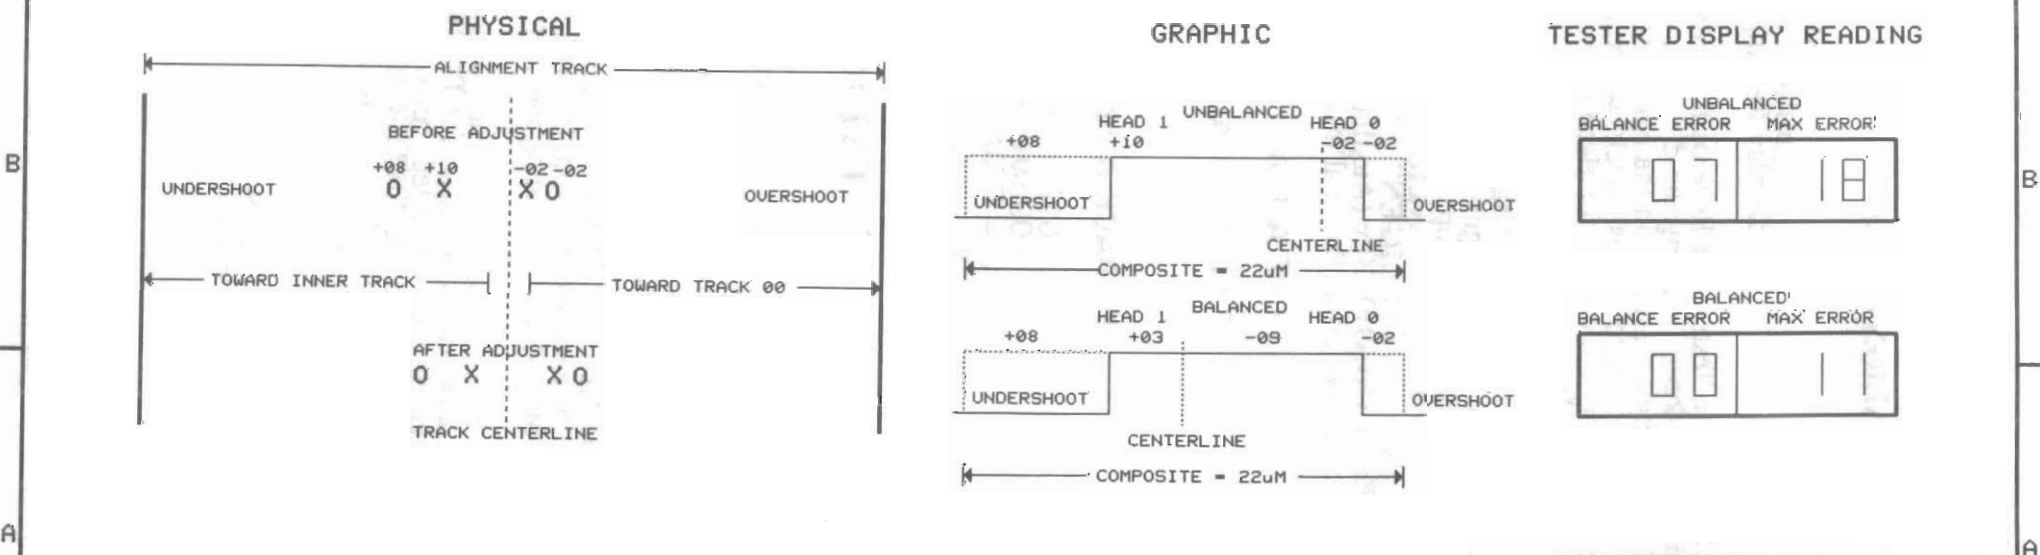 PHYSICAL
ALIGNMENT TRACK
BEFORE ADJUSTMENT
+08 +10 -02 -02
O X X O
UNDERSHOOT
OVERSHOOT
TOWARD INNER TRACK
TOWARD TRACK 00
AFTER ADJUSTMENT
O X X O
TRACK CENTERLINE
GRAPHIC
UNBALANCED
HEAD 1 HEAD 0
+08 +10 -02 -02
UNDERSHOOT OVERSHOOT
CENTERLINE
COMPOSITE = 22uM
BALANCED
HEAD 1 HEAD 0
+08 +03 -09 -02
UNDERSHOOT OVERSHOOT
CENTERLINE
COMPOSITE = 22uM
TESTER DISPLAY READING
UNBALANCED
BALANCE ERROR MAX ERROR
07 18
BALANCED
BALANCE ERROR MAX ERROR
00 11
B
B
A
A